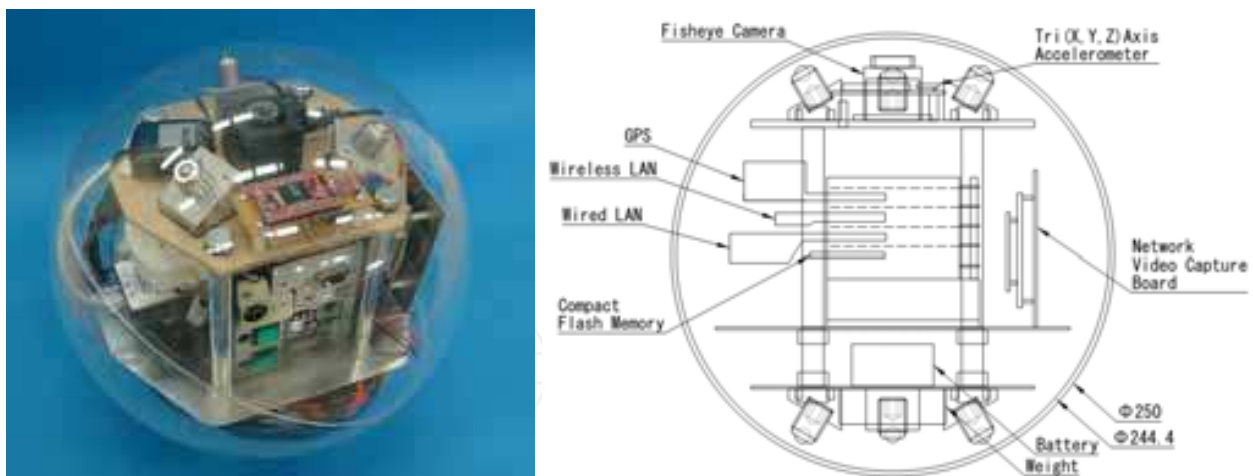 Fisheye Camera
Tri(X,Y,Z)Axis
Accelerometer
GPS
Wireless LAN
Wired LAN
Compact
Flash Memory
Network
Video Capture
Board
Φ250
Φ244.4
Battery
Weight